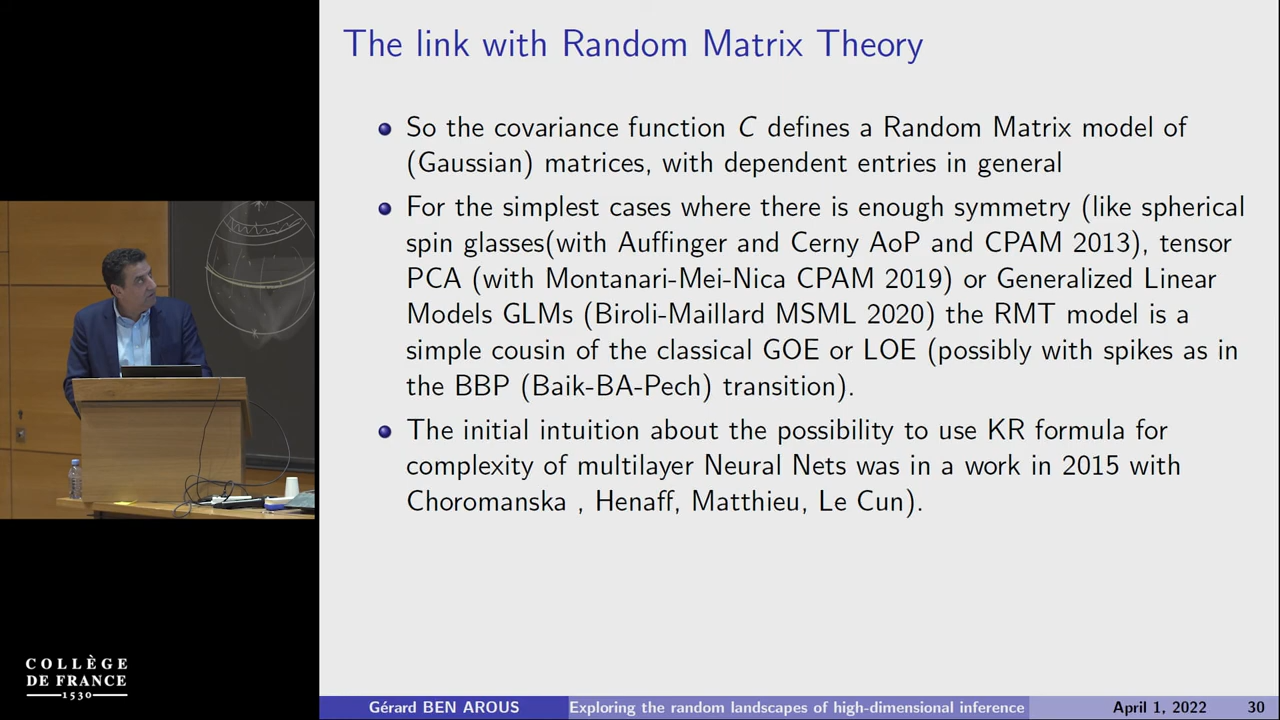 The link with Random Matrix Theory
So the covariance function C defines a Random Matrix model of
(Gaussian) matrices, with dependent entries in general
For the simplest cases where there is enough symmetry (like spherical
spin glasses(with Auffinger and Cerny AoP and CPAM 2013), tensor
PCA (with Montanari-Mei-Nica CPAM 2019) or Generalized Linear
Models GLMs (Biroli-Maillard MSML 2020) the RMT model is a
simple cousin of the classical GOE or LOE (possibly with spikes as in
the BBP (Baik-BA-Pech) transition).
The initial intuition about the possibility to use KR formula for
complexity of multilayer Neural Nets was in a work in 2015 with
Choromanska , Henaff, Matthieu, Le Cun).
COLLÈGE
DE FRANCE
1530
Gérard BEN AROUS Exploring the random landscapes of high-dimensional inference April 1, 2022 30